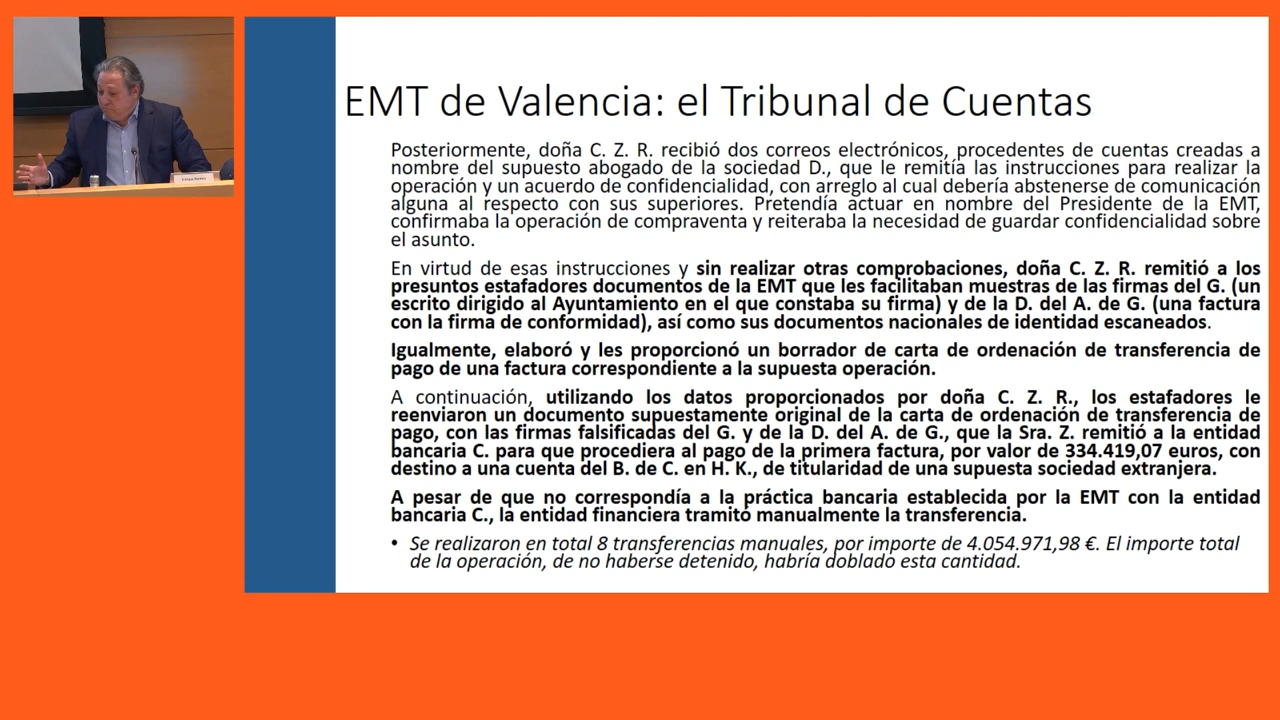 EMT de Valencia: el Tribunal de Cuentas
Posteriormente, doña C. Z. R. recibió dos correos electrónicos, procedentes de cuentas creadas a
nombre del supuesto abogado de la sociedad D., que le remitía las instrucciones para realizar la
operación y un acuerdo de confidencialidad, con arreglo al cual debería abstenerse de comunicación
alguna al respecto con sus superiores. Pretendía actuar en nombre del Presidente de la EMT,
confirmaba la operación de compraventa y reiteraba la necesidad de guardar confidencialidad sobre
el asunto.
En virtud de esas instrucciones y sin realizar otras comprobaciones, doña C. Z. R. remitió a los
presuntos estafadores documentos de la EMT que les facilitaban muestras de las firmas del G. (un
escrito dirigido al Ayuntamiento en el que constaba su firma) y de la D. del A. de G. (una factura
con la firma de conformidad), así como sus documentos nacionales de identidad escaneados.
Igualmente, elaboró y les proporcionó un borrador de carta de ordenación de transferencia de
pago de una factura correspondiente a la supuesta operación.
A continuación, utilizando los datos proporcionados por doña C. Z. R., los estafadores le
reenviaron un documento supuestamente original de la carta de ordenación de transferencia de
pago, con las firmas falsificadas del G. y de la D. del A. de G., que la Sra. Z. remitió a la entidad
bancaria C. para que procediera al pago de la primera factura, por valor de 334.419,07 euros, con
destino a una cuenta del B. de C. en H. K., de titularidad de una supuesta sociedad extranjera.
A pesar de que no correspondía a la práctica bancaria establecida por la EMT con la entidad
bancaria C., la entidad financiera tramitó manualmente la transferencia.
• Se realizaron en total 8 transferencias manuales, por importe de 4.054.971,98 €. El importe total
de la operación, de no haberse detenido, habría doblado esta cantidad.